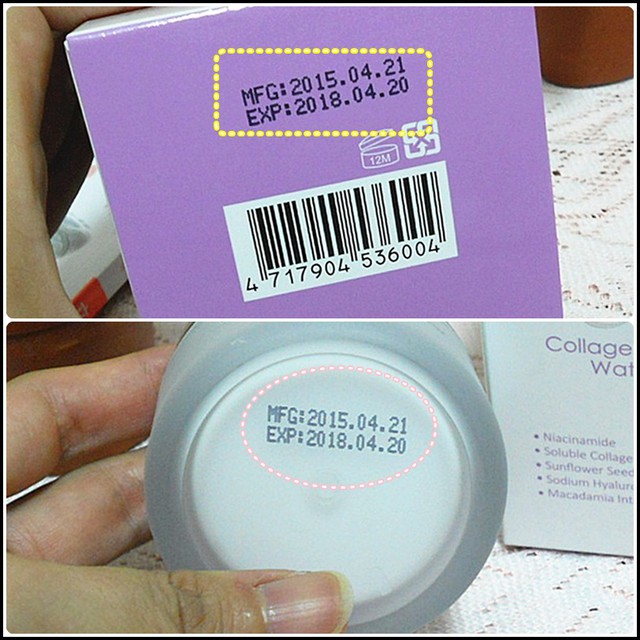 MFG:2015.04.21
EXP:2018.04.20
12M
4 717904 536004
MFG:2015.04.21
EXP:2018.04.20
Collage
Wat
• Niacinamide
• Soluble Collage
• Sunflower Seed
• Sodium Hyalur
• Macadamia Int